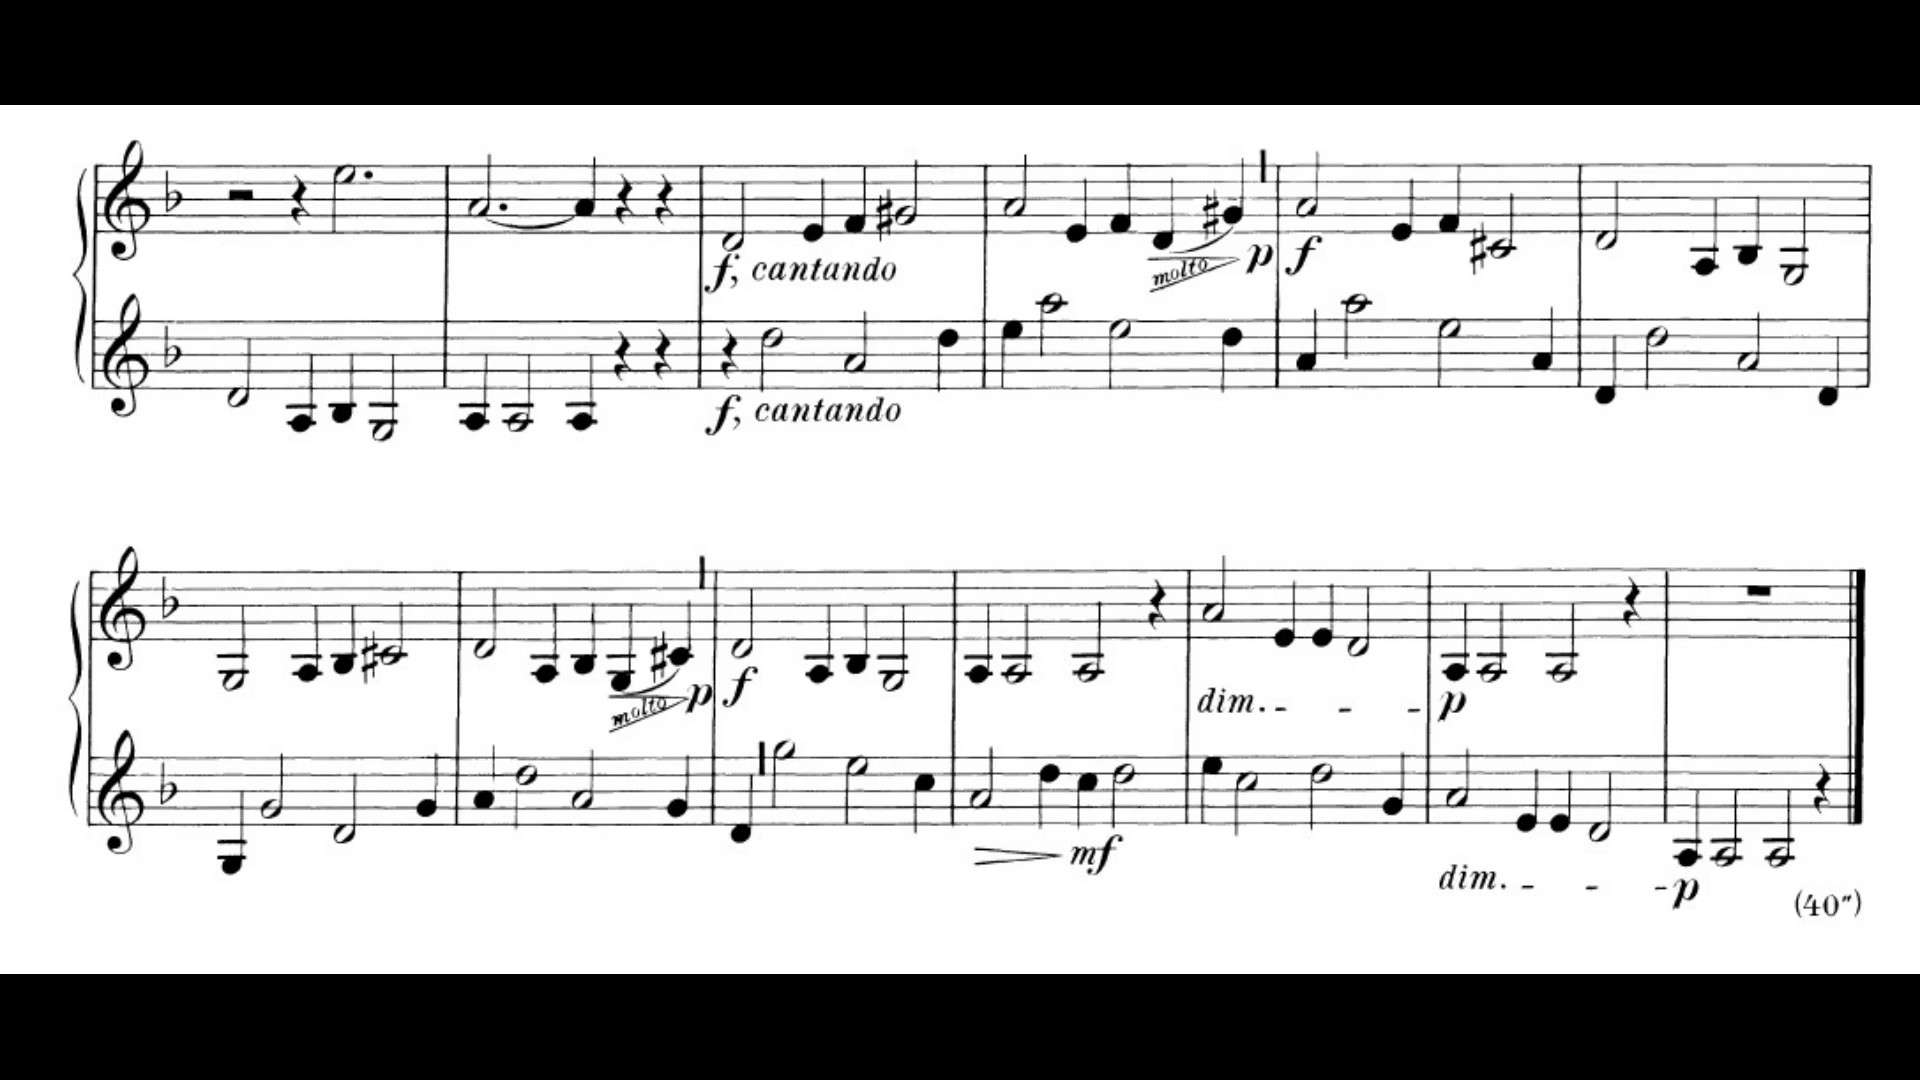 f, cantando
molto
p
f
f, cantando
molto
p
f
dim. - - -
p
mf
dim. - - -
p
(40″)